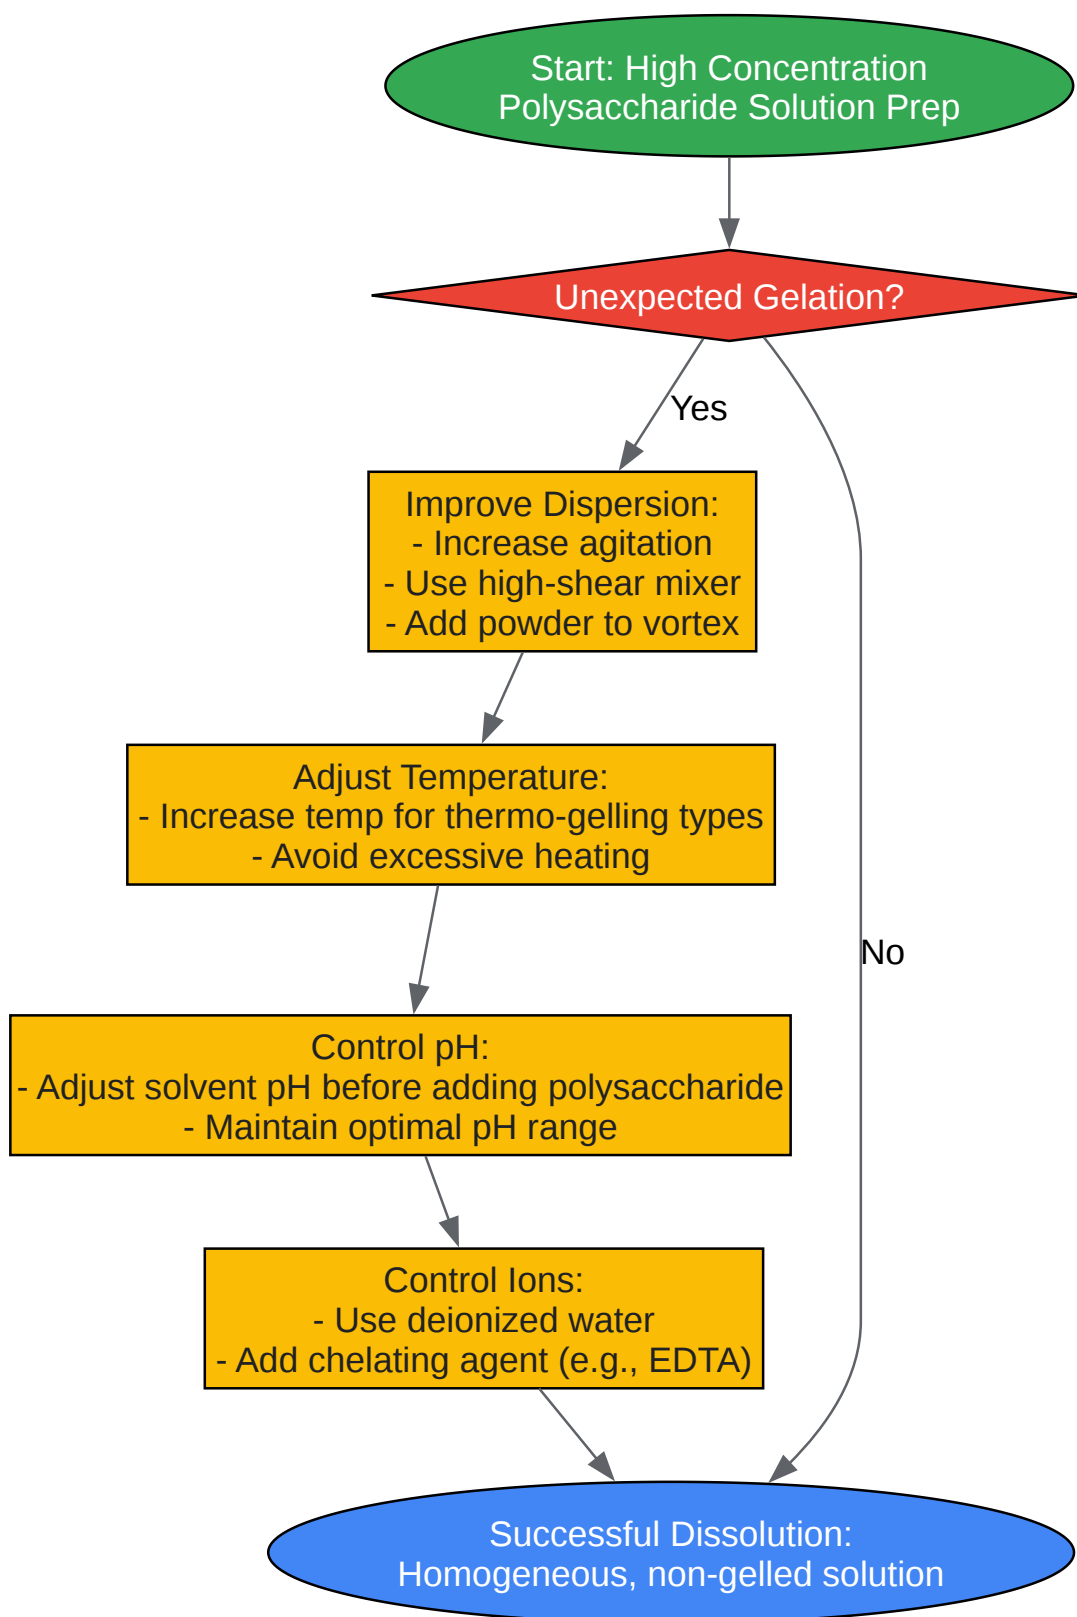 Start: High Concentration
Polysaccharide Solution Prep
Unexpected Gelation?
Yes
Improve Dispersion:
- Increase agitation
- Use high-shear mixer
- Add powder to vortex
Adjust Temperature:
- Increase temp for thermo-gelling types
- Avoid excessive heating
No
Control pH:
- Adjust solvent pH before adding polysaccharide
- Maintain optimal pH range
Control Ions:
- Use deionized water
- Add chelating agent (e.g., EDTA)
Successful Dissolution:
Homogeneous, non-gelled solution